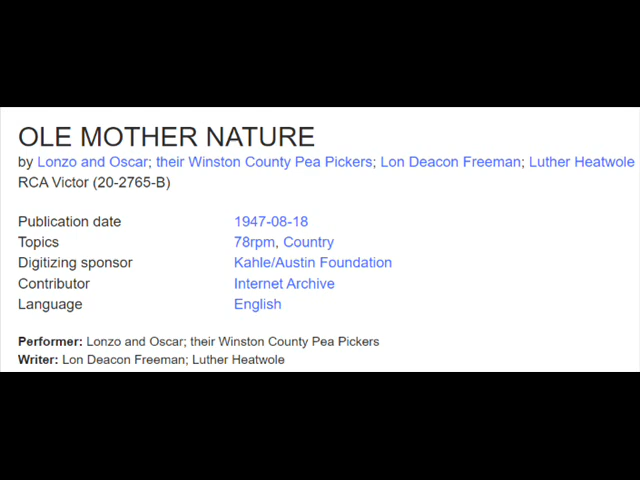 OLE MOTHER NATURE
by Lonzo and Oscar; their Winston County Pea Pickers; Lon Deacon Freeman; Luther Heatwole
RCA Victor (20-2765-B)
Publication date 1947-08-18
Topics 78rpm, Country
Digitizing sponsor Kahle/Austin Foundation
Contributor Internet Archive
Language English
Performer: Lonzo and Oscar; their Winston County Pea Pickers
Writer: Lon Deacon Freeman; Luther Heatwole